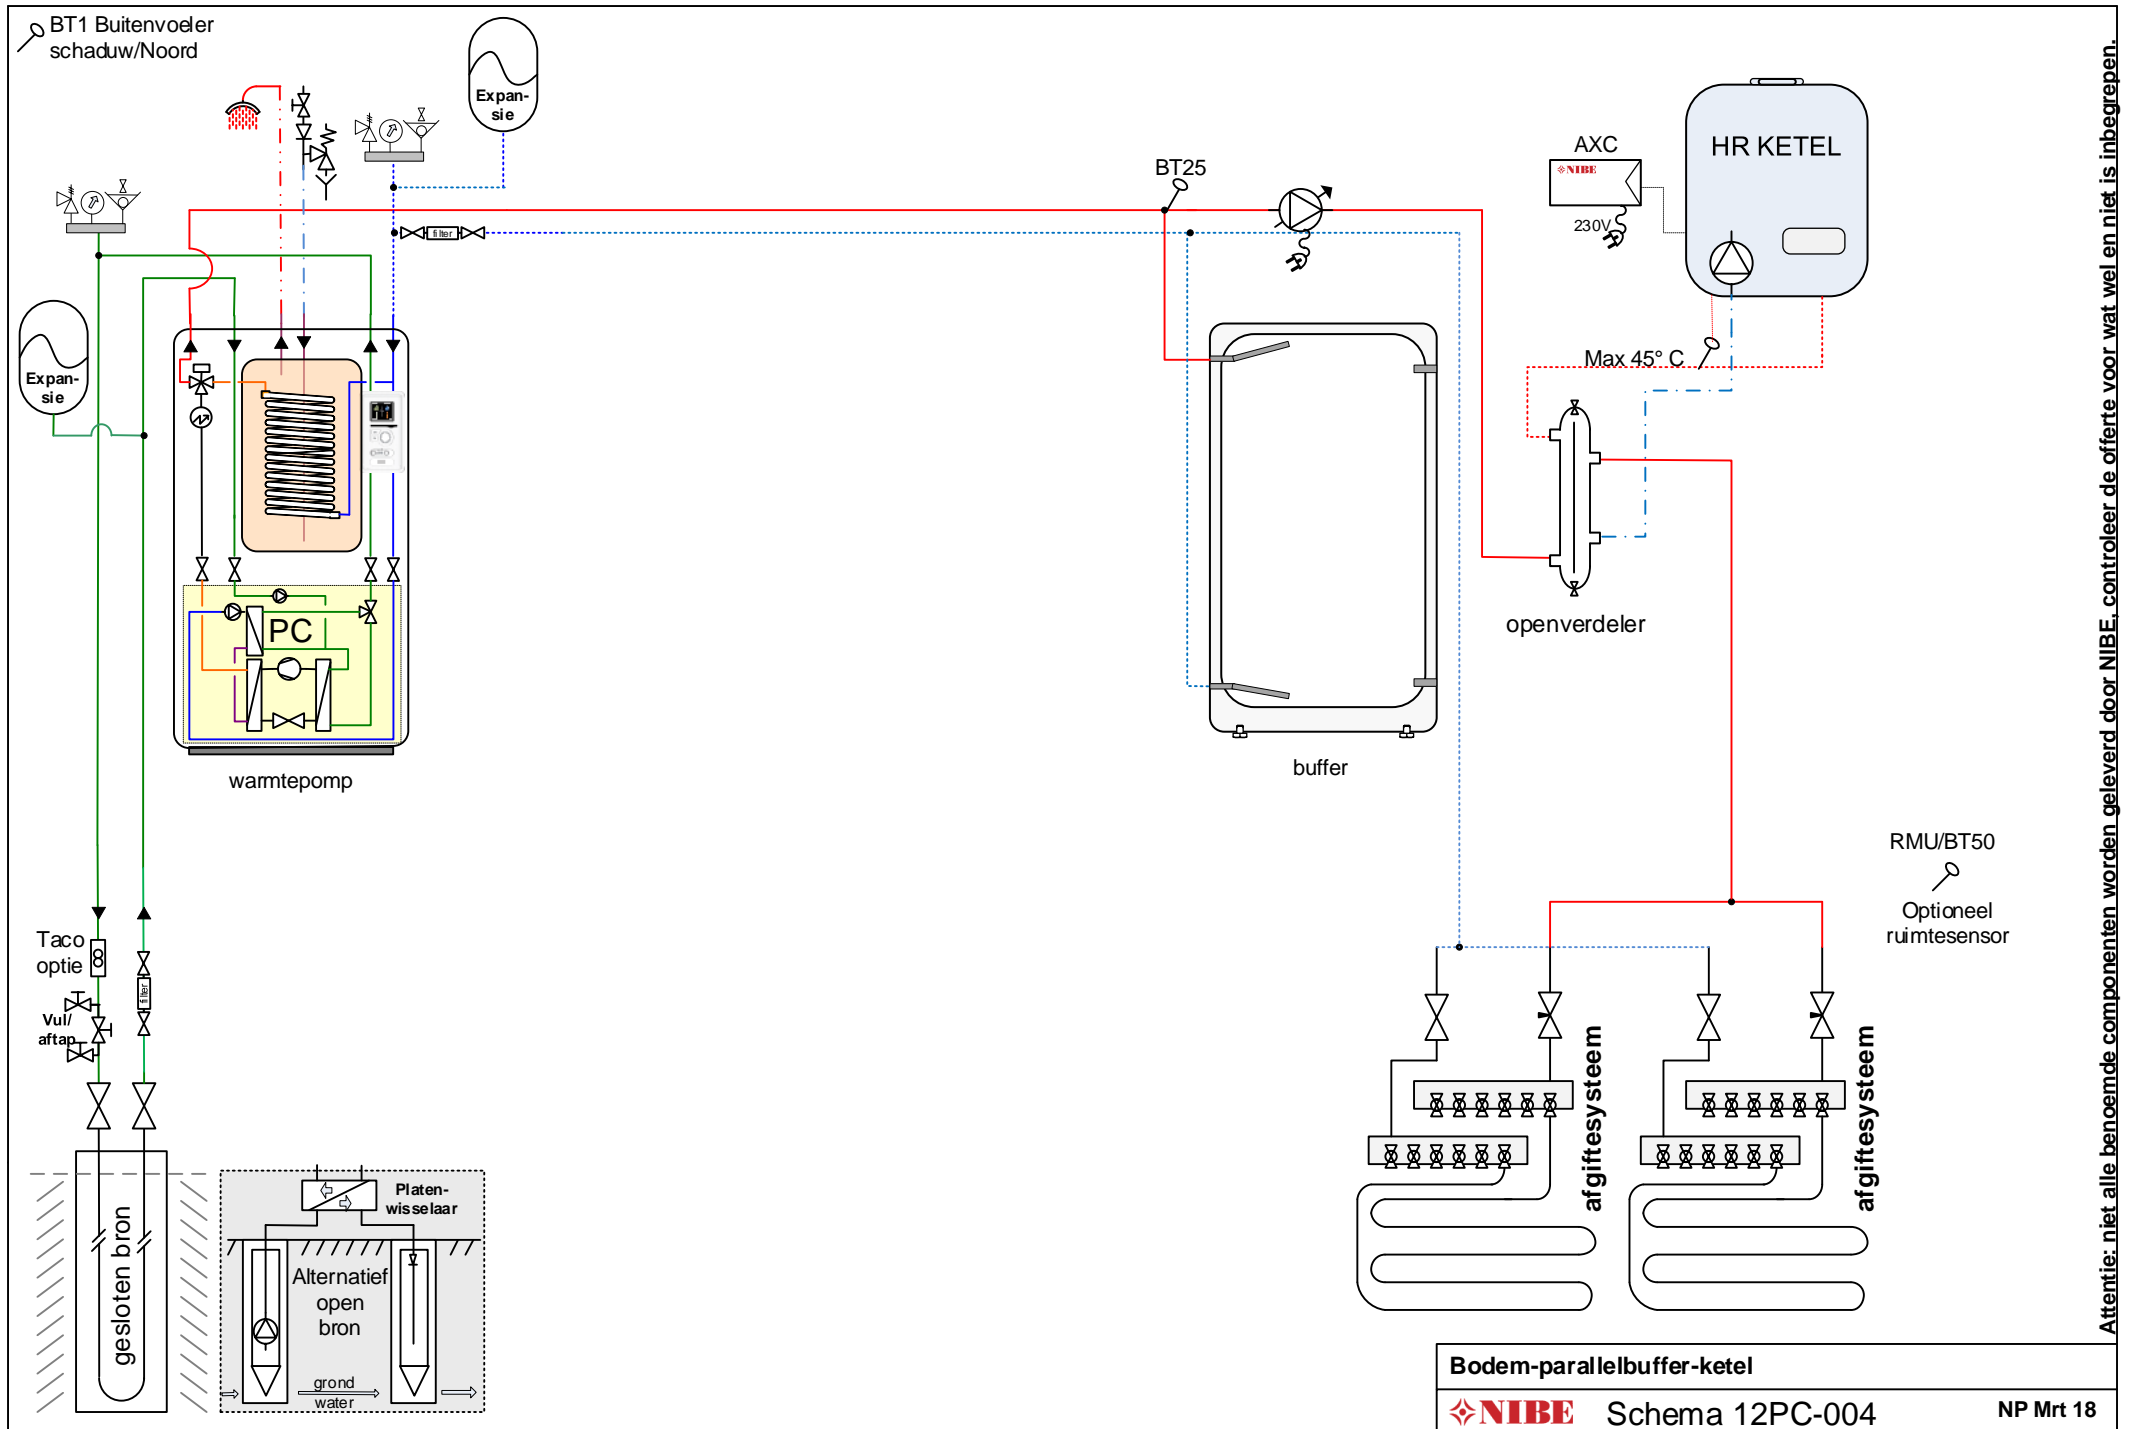 BT1 Buitenvoeler
schaduw/Noord
Expan-
sie
BT25
AXC
NIBE
230V
HR KETEL
Max 45° C
filter
Expan-
sie
PC
warmtepomp
buffer
openverdeler
RMU/BT50
Optioneel
ruimtesensor
Taco
optie
filter
Vul/
aftap
afgiftesysteem
afgiftesysteem
gesloten bron
Platen-
wisselaar
Alternatief
open
bron
grond
water
Attentie: niet alle benoemde componenten worden geleverd door NIBE, controleer de offerte voor wat wel en niet is inbegrepen.
Bodem-parallelbuffer-ketel
NIBE Schema 12PC-004 NP Mrt 18